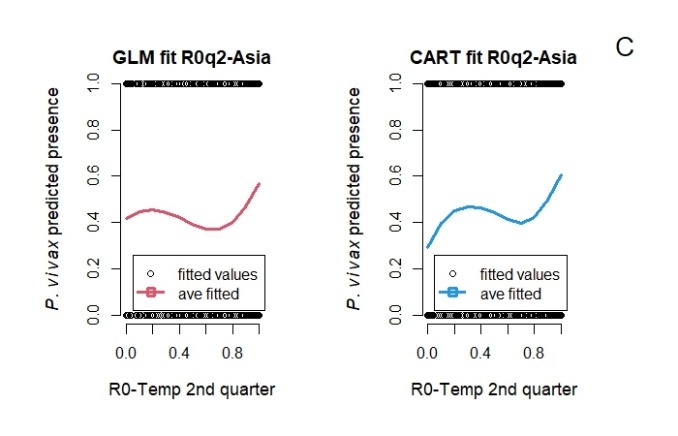 C
GLM fit R0q2-Asia
P. vivax predicted presence
1.0
0.8
0.6
0.4
0.2
0.0
fitted values
ave fitted
0.0 0.4 0.8
R0-Temp 2nd quarter
CART fit R0q2-Asia
P. vivax predicted presence
1.0
0.8
0.6
0.4
0.2
0.0
fitted values
ave fitted
0.0 0.4 0.8
R0-Temp 2nd quarter